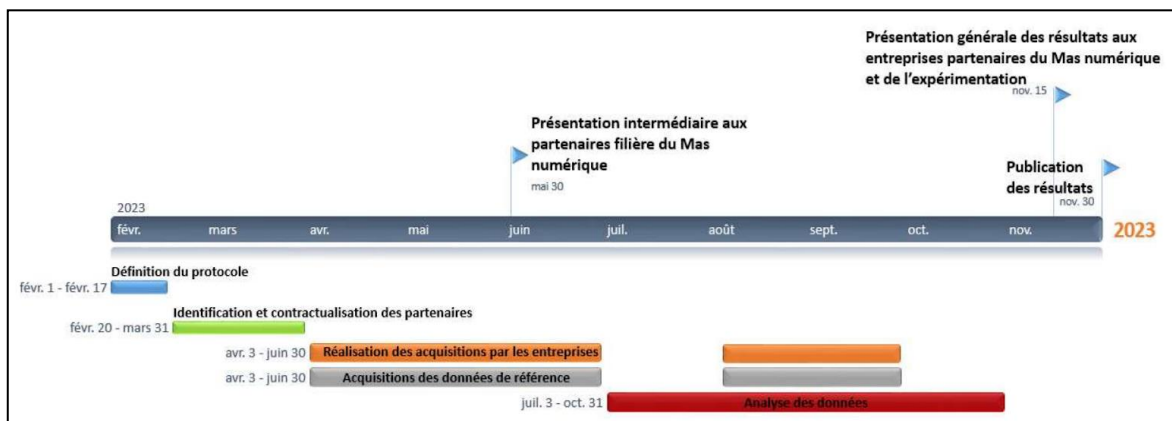 Présentation générale des résultats aux
entreprises partenaires du Mas numérique
et de l'expérimentation
nov. 15
Présentation intermédiaire aux
partenaires filière du Mas
numérique
mai 30
Publication
des résultats
nov. 30
2023
févr. mars avr. mai juin juil. août sept. oct. nov. 2023
Définition du protocole
févr. 1 - févr. 17
Identification et contractualisation des partenaires
févr. 20 - mars 31
avr. 3 - juin 30 Réalisation des acquisitions par les entreprises
avr. 3 - juin 30 Acquisitions des données de référence
juil. 3 - oct. 31 Analyse des données